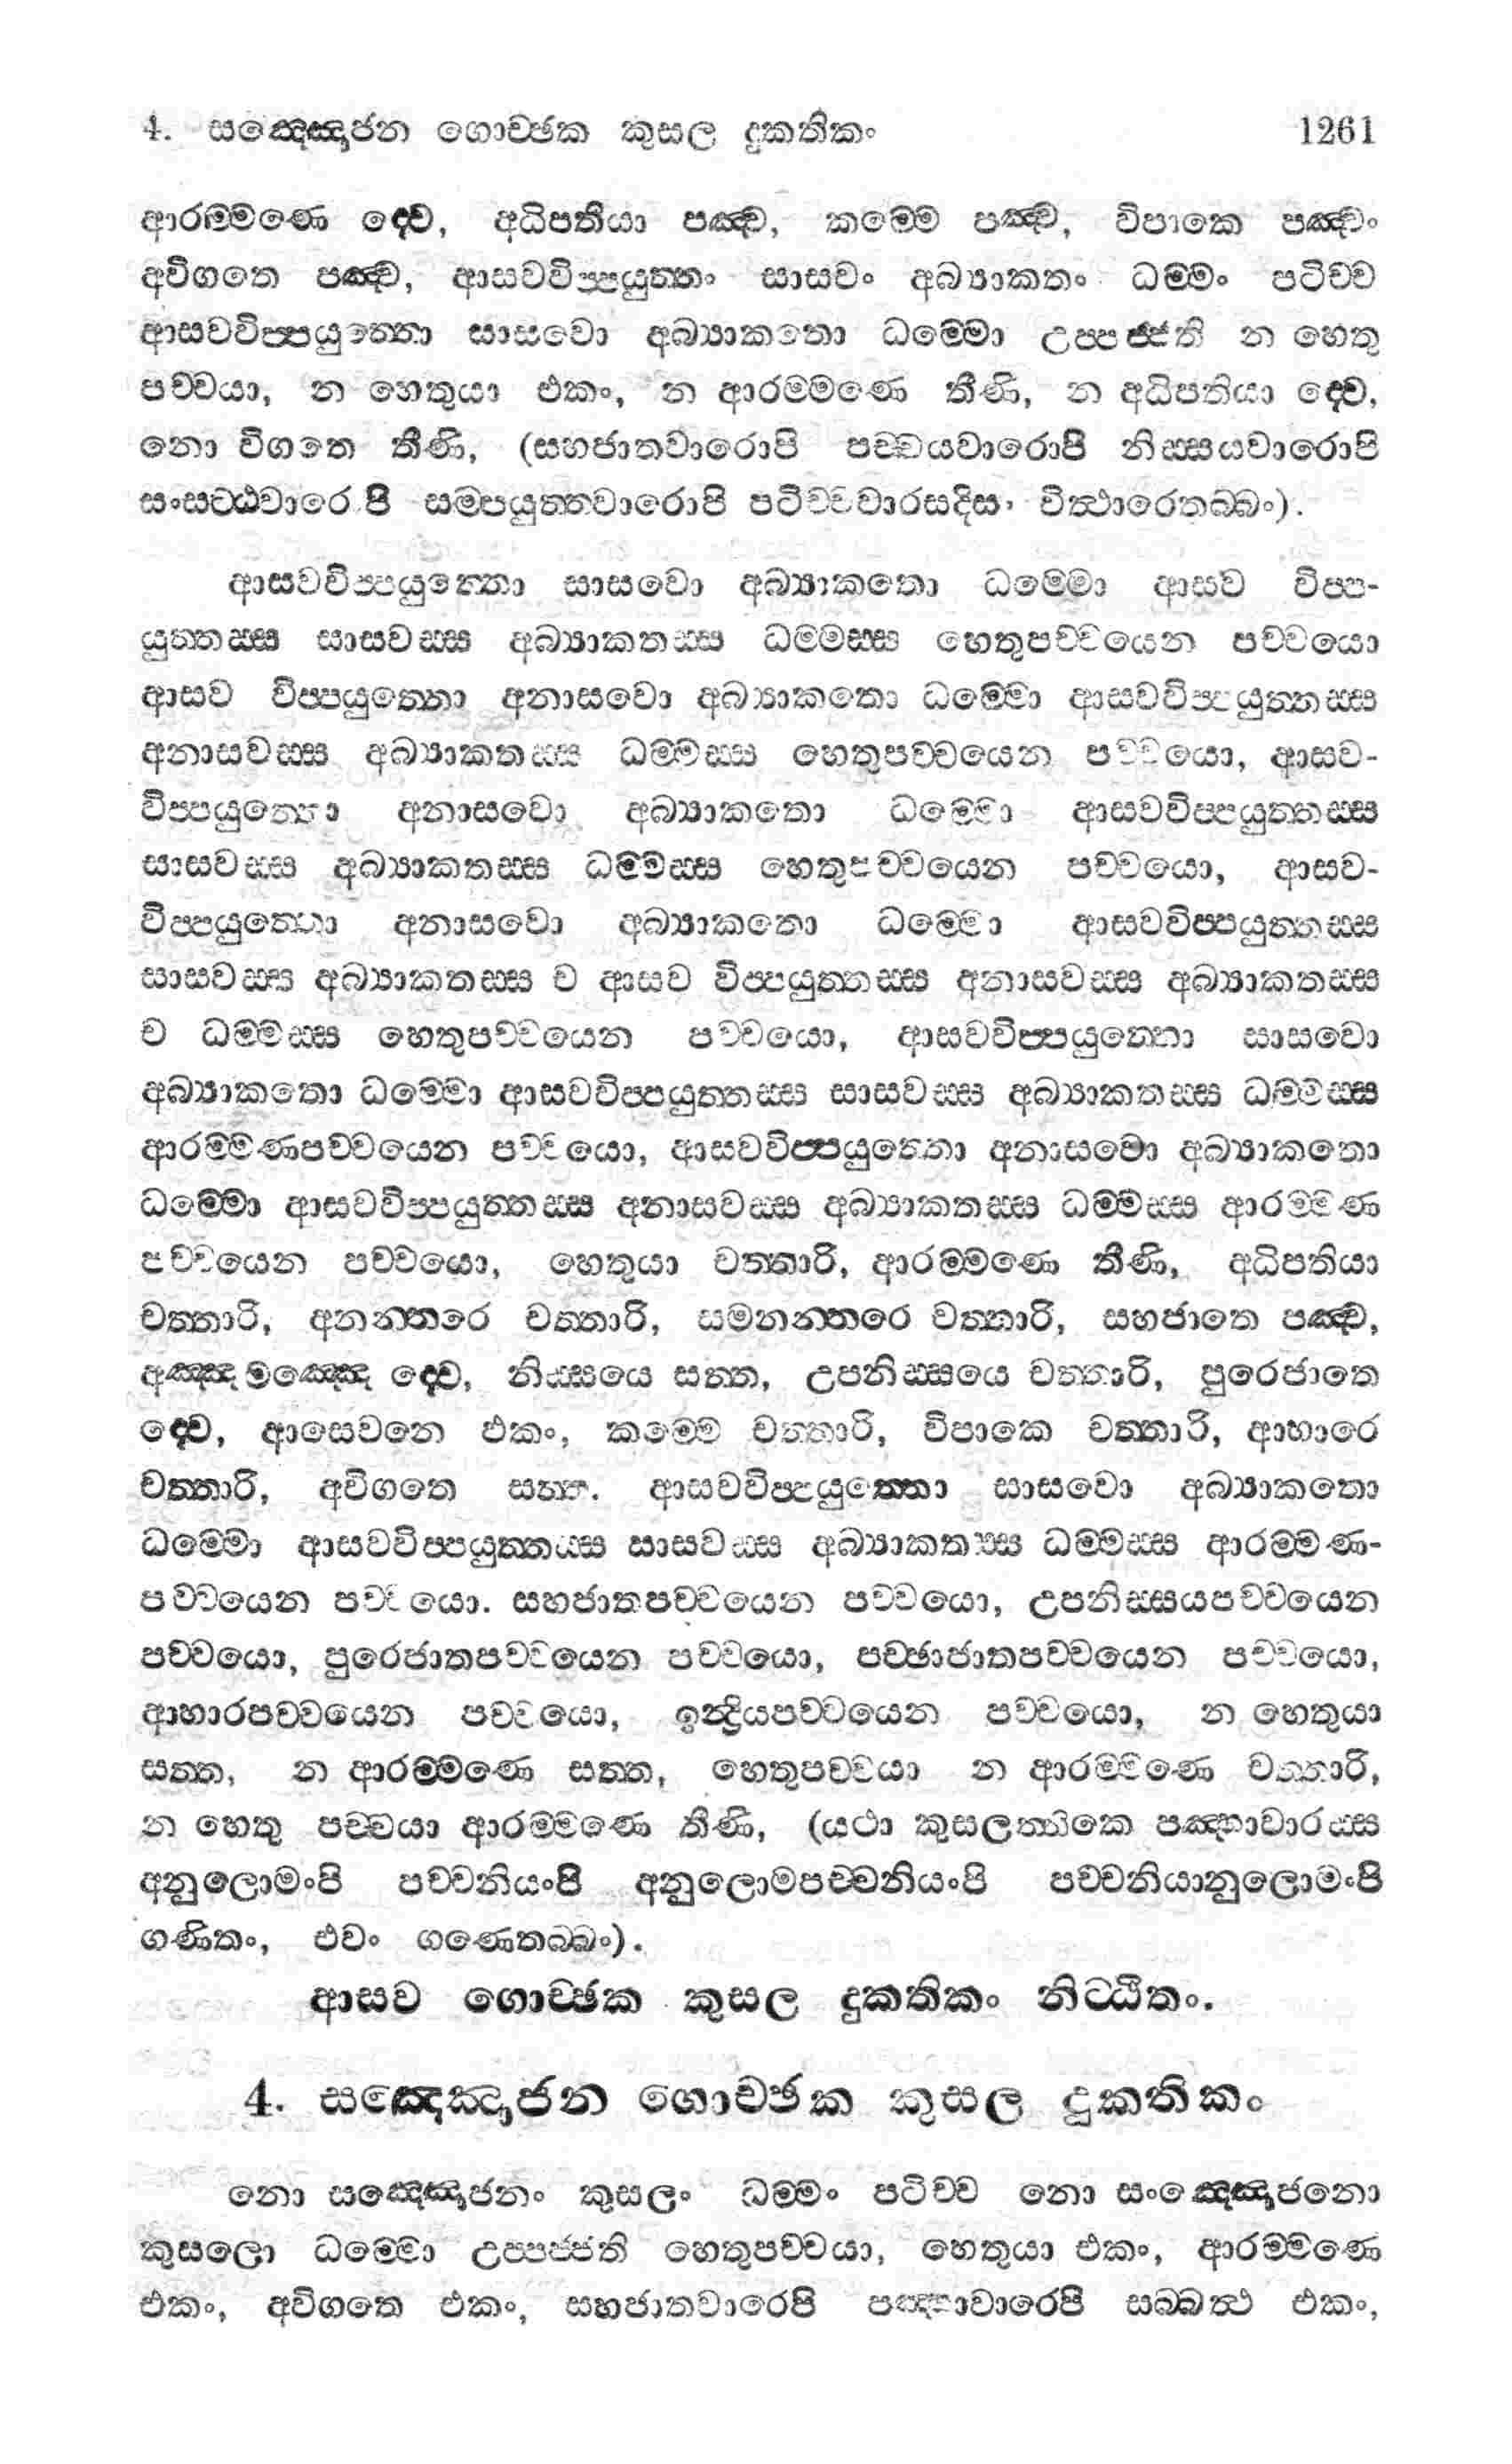 4. සඤ්ඤොජන ගොච්ඡක කුසල දුකතිකං 1261
ආරම්මණෙ ද්වෙ, අධිපතියා පඤ්ච, කම්මෙ පඤ්ච, විපාකෙ පඤ්චං
අවිගතෙ පඤ්ච, ආසවවිප්පයුත්තං සාසවං අබ්‍යාකතං ධම්මං පටිච්ච
ආසවවිප්පයුත්තො සාසවො අබ්‍යාකතො ධම්මො උප්පජ්ජති න හෙතු
පච්චයා, න හෙතුයා එකං, න ආරම්මණෙ තීණි, න අධිපතියා ද්වෙ,
නො විගතෙ තීණි, (සහජාතවාරොපි පච්චයවාරොපි නිස්සයවාරොපි
සංසට්ඨවාරෙපි සම්පයුත්තවාරොපි පටිච්චවාරසදිසං විත්ථාරෙතබ්බං).
ආසවවිප්පයුත්තො සාසවො අබ්‍යාකතො ධම්මො ආසව විප්ප-
යුත්තස්ස සාසවස්ස අබ්‍යාකතස්ස ධම්මස්ස හෙතුපච්චයෙන පච්චයො
ආසව විප්පයුත්තො අනාසවො අබ්‍යාකතො ධම්මො ආසවවිප්පයුත්තස්ස
අනාසවස්ස අබ්‍යාකතස්ස ධම්මස්ස හෙතුපච්චයෙන පච්චයො, ආසව-
විප්පයුත්තො අනාසවො අබ්‍යාකතො ධම්මො ආසවවිප්පයුත්තස්ස
සාසවස්ස අබ්‍යාකතස්ස ධම්මස්ස හෙතුපච්චයෙන පච්චයො, ආසව-
විප්පයුත්තො අනාසවො අබ්‍යාකතො ධම්මො ආසවවිප්පයුත්තස්ස
සාසවස්ස අබ්‍යාකතස්ස ච ආසව විප්පයුත්තස්ස අනාසවස්ස අබ්‍යාකතස්ස
ච ධම්මස්ස හෙතුපච්චයෙන පච්චයො, ආසවවිප්පයුත්තො සාසවො
අබ්‍යාකතො ධම්මො ආසවවිප්පයුත්තස්ස සාසවස්ස අබ්‍යාකතස්ස ධම්මස්ස
ආරම්මණපච්චයෙන පච්චයො, ආසවවිප්පයුත්තො අනාසවො අබ්‍යාකතො
ධම්මො ආසවවිප්පයුත්තස්ස අනාසවස්ස අබ්‍යාකතස්ස ධම්මස්ස ආරම්මණ
පච්චයෙන පච්චයො, හෙතුයා චත්තාරි, ආරම්මණෙ තීණි, අධිපතියා
චත්තාරි, අනන්තරෙ චත්තාරි, සමනන්තරෙ චත්තාරි, සහජාතෙ පඤ්ච,
අඤ්ඤමඤ්ඤෙ ද්වෙ, නිස්සයෙ සත්ත, උපනිස්සයෙ චත්තාරි, පුරෙජාතෙ
ද්වෙ, ආසෙවනෙ එකං, කම්මෙ චත්තාරි, විපාකෙ චත්තාරි, ආහාරෙ
චත්තාරි, අවිගතෙ සත්ත. ආසවවිප්පයුත්තො සාසවො අබ්‍යාකතො
ධම්මො ආසවවිප්පයුත්තස්ස සාසවස්ස අබ්‍යාකතස්ස ධම්මස්ස ආරම්මණ-
පච්චයෙන පච්චයො. සහජාතපච්චයෙන පච්චයො, උපනිස්සයපච්චයෙන
පච්චයො, පුරෙජාතපච්චයෙන පච්චයො, පච්ඡාජාතපච්චයෙන පච්චයො,
ආහාරපච්චයෙන පච්චයො, ඉන්ද්‍රියපච්චයෙන පච්චයො, න හෙතුයා
සත්ත, න ආරම්මණෙ සත්ත, හෙතුපච්චයා න ආරම්මණෙ චත්තාරි,
න හෙතු පච්චයා ආරම්මණෙ තීණි, (යථා කුසලත්තිකෙ පඤ්හාවාරස්ස
අනුලොමංපි පච්චනියංපි අනුලොමපච්චනියංපි පච්චනියානුලොමංපි
ගණිතං, එවං ගණෙතබ්බං).
ආසව ගොච්ඡක කුසල දුකතිකං නිට්ඨිතං.
4. සඤ්ඤොජන ගොච්ඡක කුසල දුකතිකං
නො සඤ්ඤොජනං කුසලං ධම්මං පටිච්ච නො සංඤ්ඤොජනො
කුසලො ධම්මො උප්පජ්ජති හෙතුපච්චයා, හෙතුයා එකං, ආරම්මණෙ
එකං, අවිගතෙ එකං, සහජාතවාරෙපි පඤ්හාවාරෙපි සබ්බත්ථ එකං,